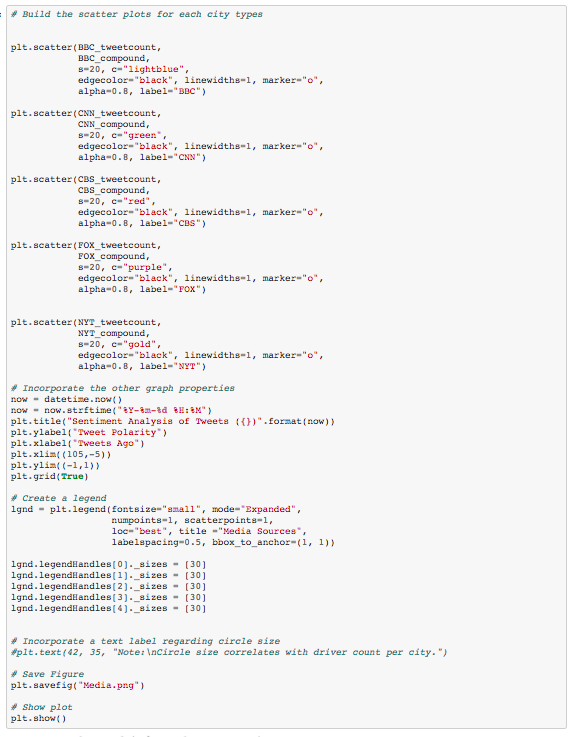 # Build the scatter plots for each city types
plt.scatter(BBC_tweetcount,
BBC_compound,
s=20, c="lightblue",
edgecolor="black", linewidths=1, marker="o",
alpha=0.8, label="BBC")
plt.scatter(CNN_tweetcount,
CNN_compound,
s=20, c="green",
edgecolor="black", linewidths=1, marker="o",
alpha=0.8, label="CNN")
plt.scatter(CBS_tweetcount,
CBS_compound,
s=20, c="red",
edgecolor="black", linewidths=1, marker="o",
alpha=0.8, label="CBS")
plt.scatter(FOX_tweetcount,
FOX_compound,
s=20, c="purple",
edgecolor="black", linewidths=1, marker="o",
alpha=0.8, label="FOX")
plt.scatter(NYT_tweetcount,
NYT_compound,
s=20, c="gold",
edgecolor="black", linewidths=1, marker="o",
alpha=0.8, label="NYT")
# Incorporate the other graph properties
now = datetime.now()
now = now.strftime("%Y-%m-%d %H:%M")
plt.title("Sentiment Analysis of Tweets ({})".format(now))
plt.ylabel("Tweet Polarity")
plt.xlabel("Tweets Ago")
plt.xlim((105,-5))
plt.ylim((-1,1))
plt.grid(True)
# Create a legend
lgnd = plt.legend(fontsize="small", mode="Expanded",
numpoints=1, scatterpoints=1,
loc="best", title ="Media Sources",
labelspacing=0.5, bbox_to_anchor=(1, 1))
lgnd.legendHandles[0]._sizes = [30]
lgnd.legendHandles[1]._sizes = [30]
lgnd.legendHandles[2]._sizes = [30]
lgnd.legendHandles[3]._sizes = [30]
lgnd.legendHandles[4]._sizes = [30]
# Incorporate a text label regarding circle size
#plt.text(42, 35, "Note:\nCircle size correlates with driver count per city.")
# Save Figure
plt.savefig("Media.png")
# Show plot
plt.show()